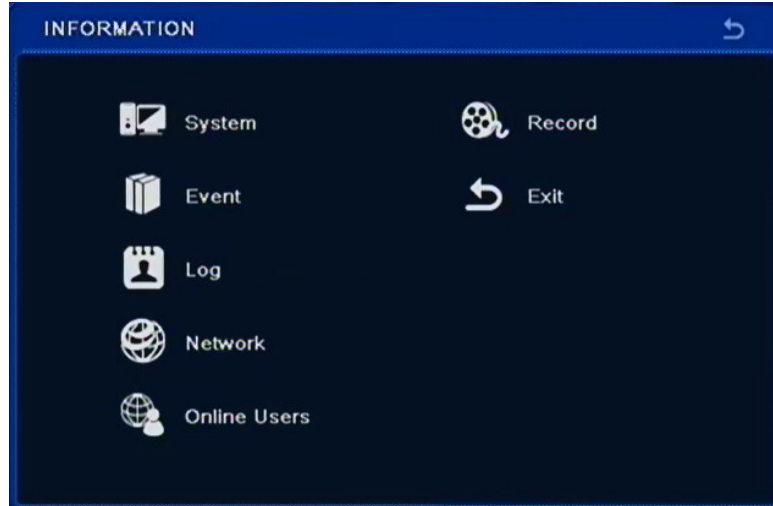 INFORMATION
System
Record
Event
Exit
Log
Network
Online Users